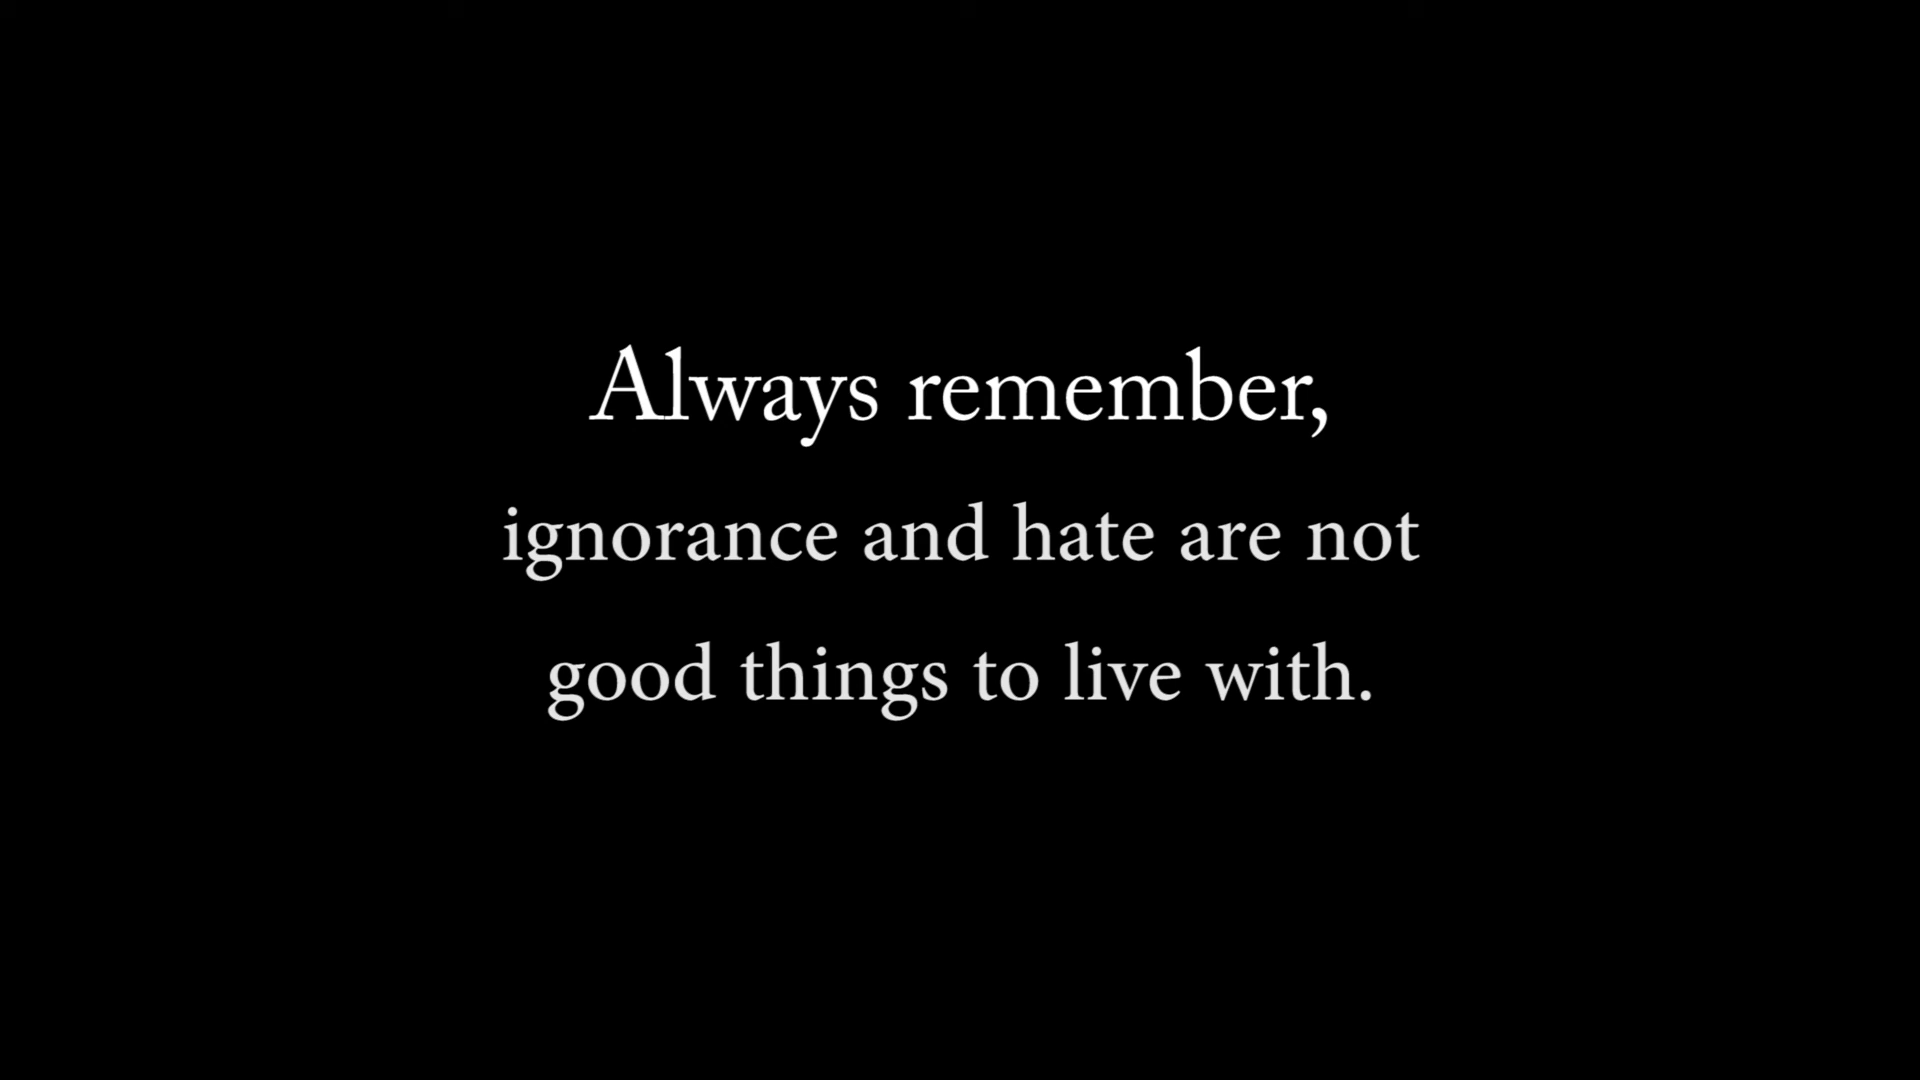 Always remember,
ignorance and hate are not
good things to live with.